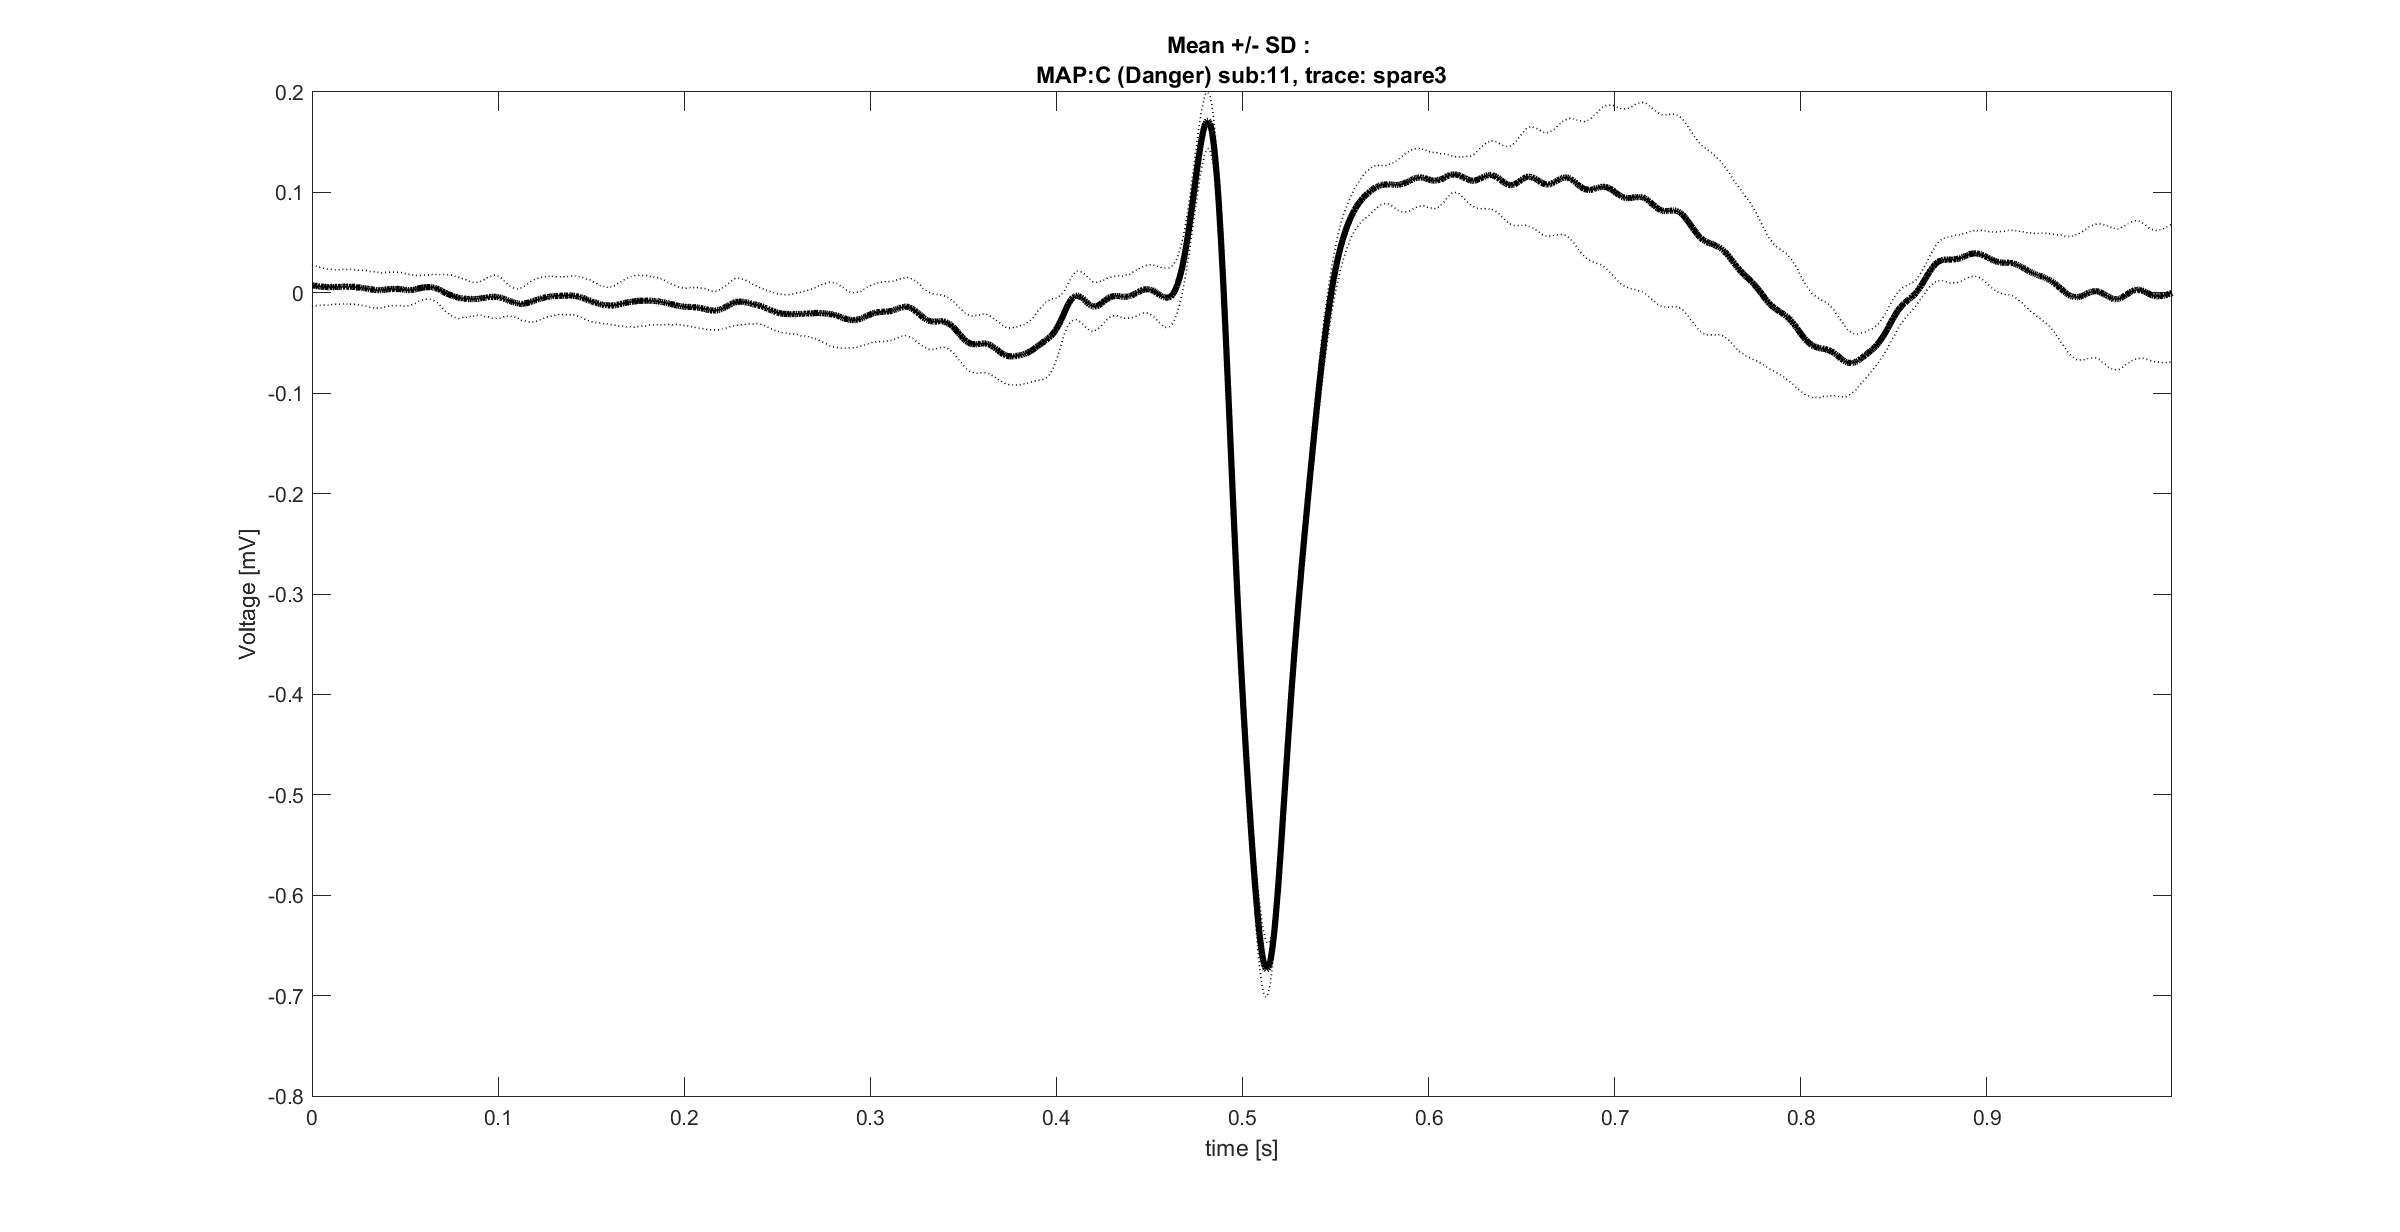 Mean +/- SD :
MAP:C (Danger) sub:11, trace: spare3
0.2
0.1
0
-0.1
-0.2
-0.3
-0.4
-0.5
-0.6
-0.7
-0.8
Voltage [mV]
0 0.1 0.2 0.3 0.4 0.5 0.6 0.7 0.8 0.9
time [s]